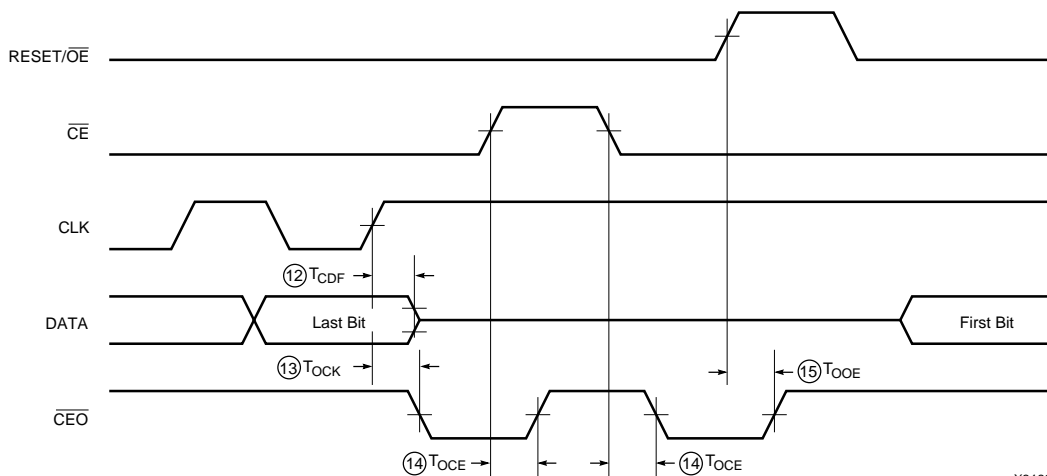 RESET/OE
CE
CLK
12 TCDF
DATA
Last Bit
First Bit
13 TOCK
15 TOOE
CEO
14 TOCE
14 TOCE